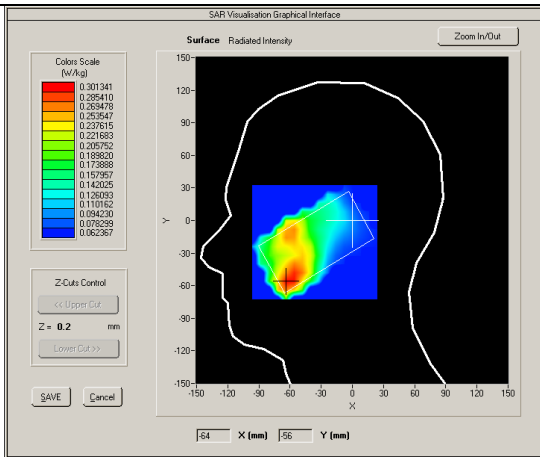 SAR Visualisation Graphical Interface
Surface Radiated Intensity
Zoom In/Out
Colors Scale
(W/kg)
0.301341
0.285410
0.269478
0.253547
0.237615
0.221683
0.205752
0.189820
0.173888
0.157957
0.142025
0.126093
0.110162
0.094230
0.078299
0.062367
Z-Cuts Control
<< Upper Cut
Z = 0.2 mm
Lower Cut >>
SAVE Cancel
150
120
90
60
30
0
-30
-60
-90
-120
-150
Y
-150 -120 -90 -60 -30 0 30 60 90 120 150
X
-64 X (mm) -56 Y (mm)